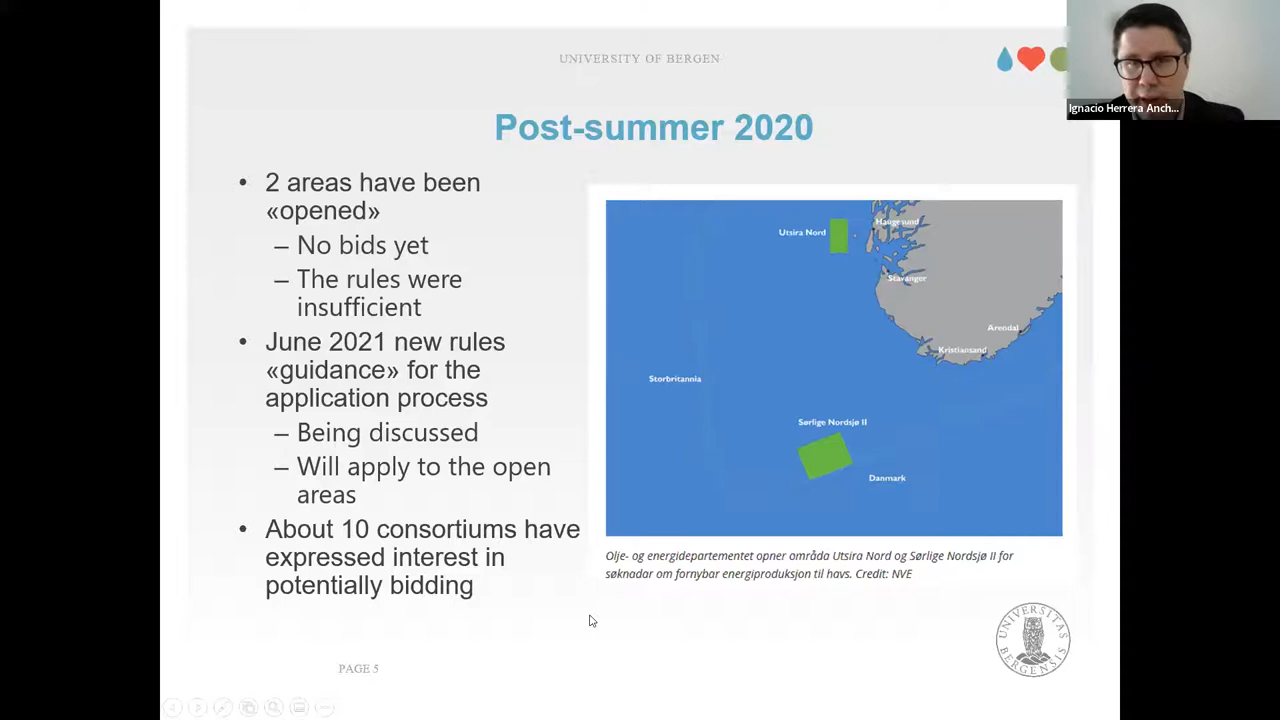 UNIVERSITY OF BERGEN
Ignacio Herrera Anch...
Post-summer 2020
• 2 areas have been
«opened»
– No bids yet
– The rules were
insufficient
• June 2021 new rules
«guidance» for the
application process
– Being discussed
– Will apply to the open
areas
• About 10 consortiums have
expressed interest in
potentially bidding
Utsira Nord
Haugesund
Stavanger
Arendal
Kristiansand
Storbritannia
Sørlige Nordsjø II
Danmark
Olje- og energidepartementet opner områda Utsira Nord og Sørlige Nordsjø II for
søknadar om fornybar energiproduksjon til havs. Credit: NVE
UNIVERSITAS
BERGENSIS
PAGE 5